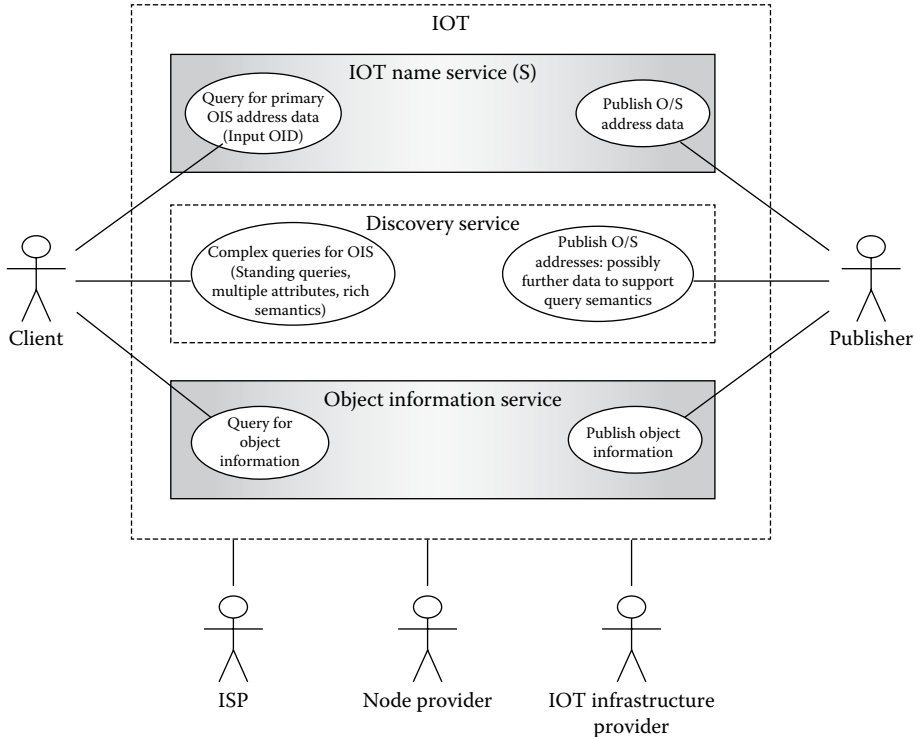 IOT
IOT name service (S)
Query for primary
OIS address data
(Input OID)
Publish O/S
address data
Discovery service
Complex queries for OIS
(Standing queries,
multiple attributes, rich
semantics)
Publish O/S
addresses: possibly
further data to support
query semantics
Client
Publisher
Object information service
Query for
object
information
Publish object
information
ISP
Node provider
IOT infrastructure
provider